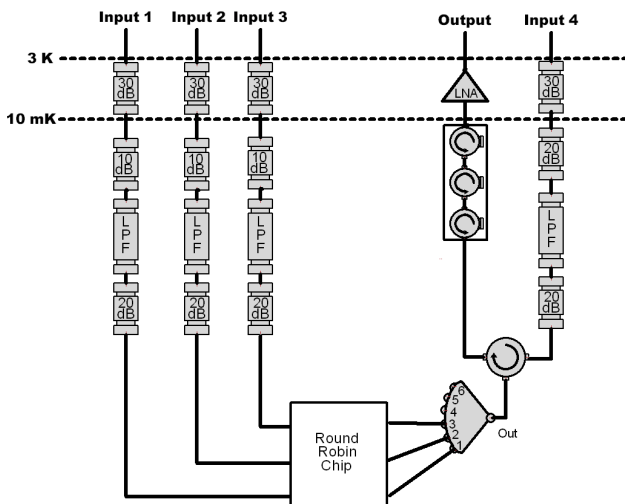 Input 1 Input 2 Input 3 Output Input 4
3 K
30 dB 30 dB 30 dB LNA 30 dB
10 mK
10 dB 10 dB 10 dB 20 dB
LPF LPF LPF LPF
20 dB 20 dB 20 dB 20 dB
6
5
4
3
2
1
Out
Round
Robin
Chip